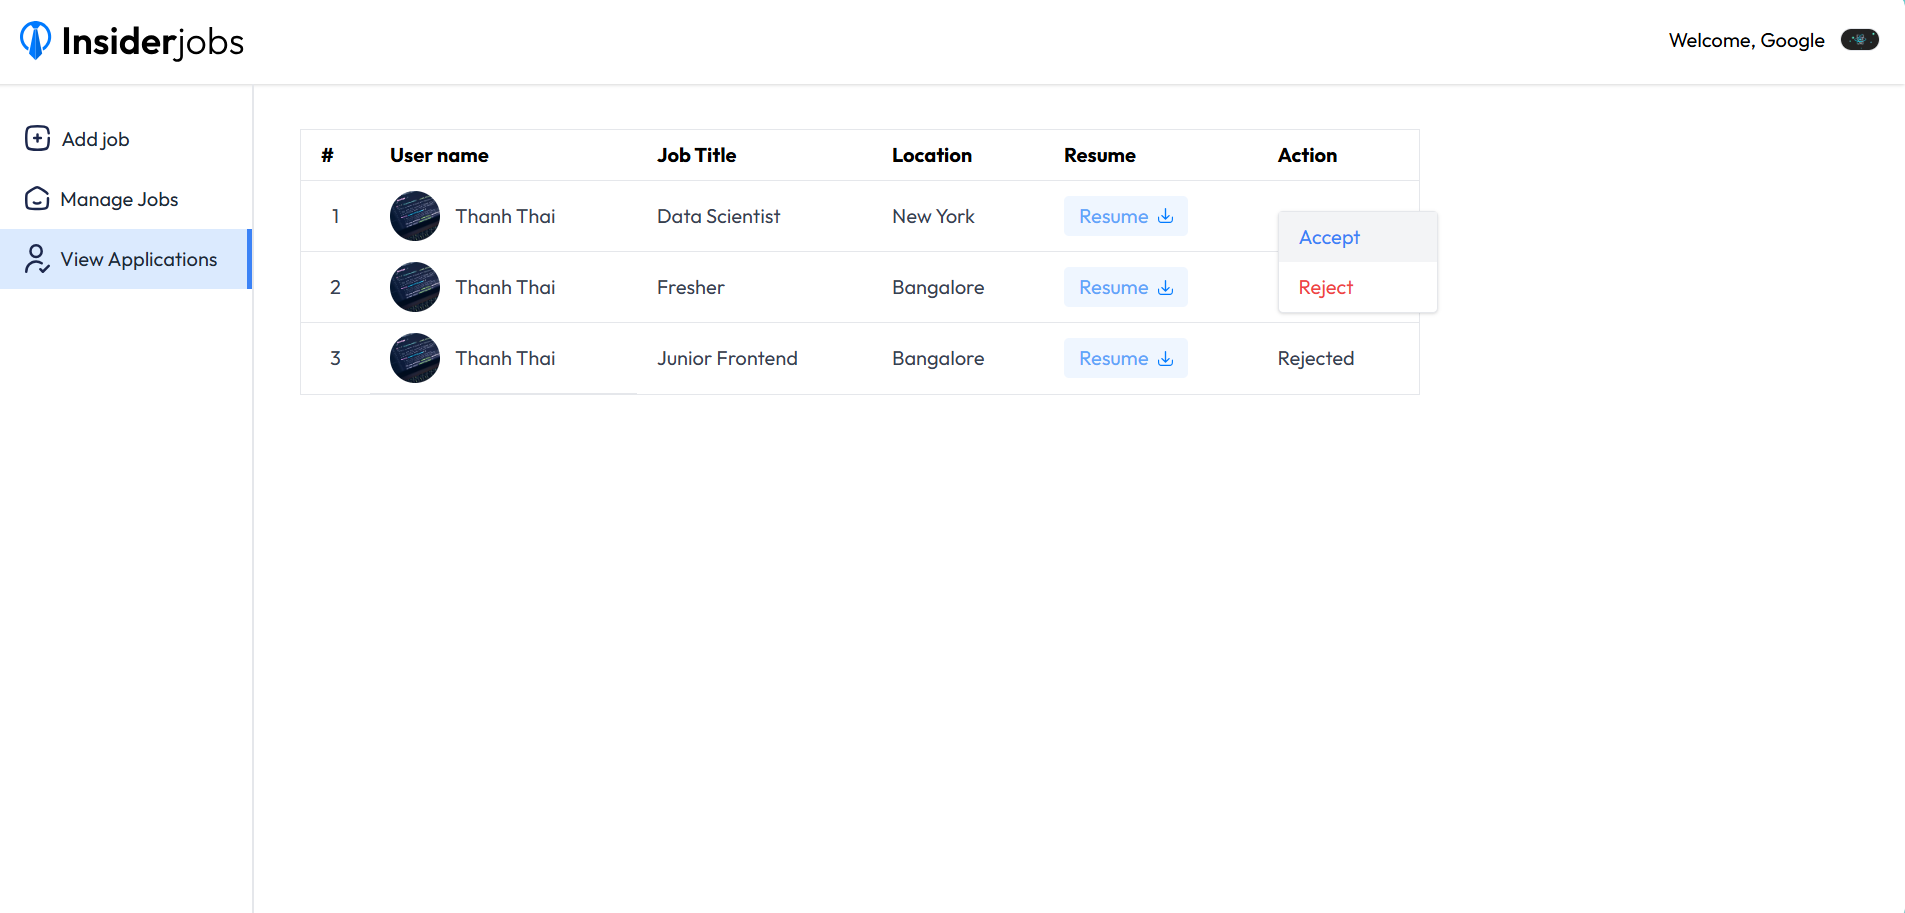 Insiderjobs
Welcome, Google
Add job
Manage Jobs
View Applications
# User name Job Title Location Resume Action
1 Thanh Thai Data Scientist New York Resume
Accept
2 Thanh Thai Fresher Bangalore Resume Reject
3 Thanh Thai Junior Frontend Bangalore Resume Rejected